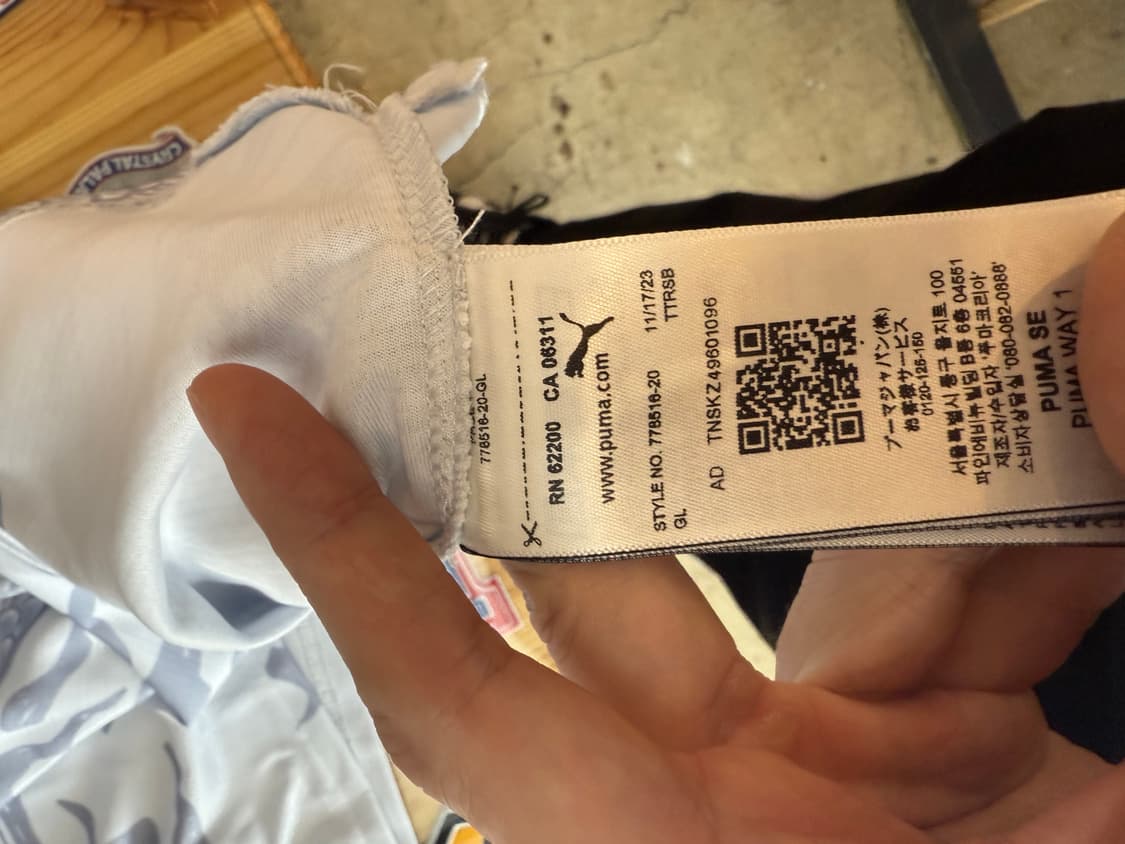 CRYSTAL PAL
778516-20-GL
RN 62200 CA 06311
www.puma.com
STYLE NO. 778516-20 11/17/23
GL TTRSB
AD TNSKZ49601096
プーマジャパン(株)
お客様サービス
0120-125-150
서울특별시 중구 을지로 100
파인에비뉴빌딩 B동 6층 04551
제조자/수입자 '푸마코리아'
소비자상담실 '080-082-0888'
PUMA SE
PUMA WAY 1